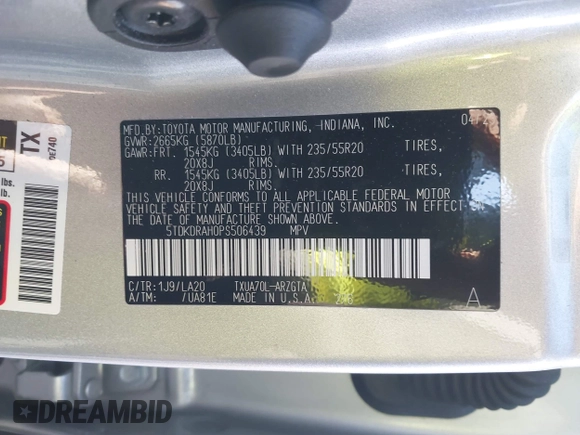 MFD.BY:TOYOTA MOTOR MANUFACTURING,-INDIANA, INC.
GVWR:2665KG (5870LB)
GAWR:FRT. 1545KG (3405LB) WITH 235/55R20 TIRES,
20X8J RIMS.
RR. 1545KG (3405LB) WITH 235/55R20 TIRES,
20X8J RIMS.
THIS VEHICLE CONFORMS TO ALL APPLICABLE FEDERAL MOTOR
VEHICLE SAFETY AND THEFT PREVENTION STANDARDS IN EFFECT
THE DATE OF MANUFACTURE SHOWN ABOVE.
5TDKDRAH0PS506439 MPV
C/TR:1J9/LA20 TXUA70L-ARZGTA
A/TM: /UA81E MADE IN U.S.A.
A
TX
0E740
lbs.
lb.
DREAMBID